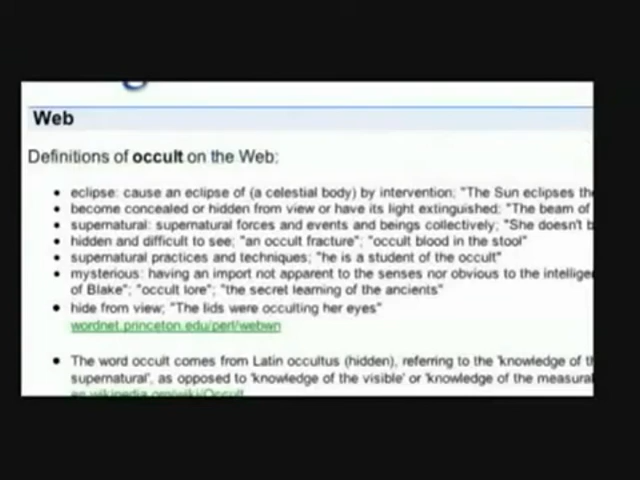 Web
Definitions of occult on the Web:
• eclipse: cause an eclipse of (a celestial body) by intervention; "The Sun eclipses the
• become concealed or hidden from view or have its light extinguished; "The beam of
• supernatural: supernatural forces and events and beings collectively; "She doesn't b
• hidden and difficult to see; "an occult fracture"; "occult blood in the stool"
• supernatural practices and techniques; "he is a student of the occult"
• mysterious: having an import not apparent to the senses nor obvious to the intellige
of Blake"; "occult lore"; "the secret learning of the ancients"
• hide from view; "The lids were occulting her eyes"
wordnet.princeton.edu/perl/webwn
• The word occult comes from Latin occultus (hidden), referring to the 'knowledge of th
supernatural', as opposed to 'knowledge of the visible' or 'knowledge of the measural
en.wikipedia.org/wiki/Occult